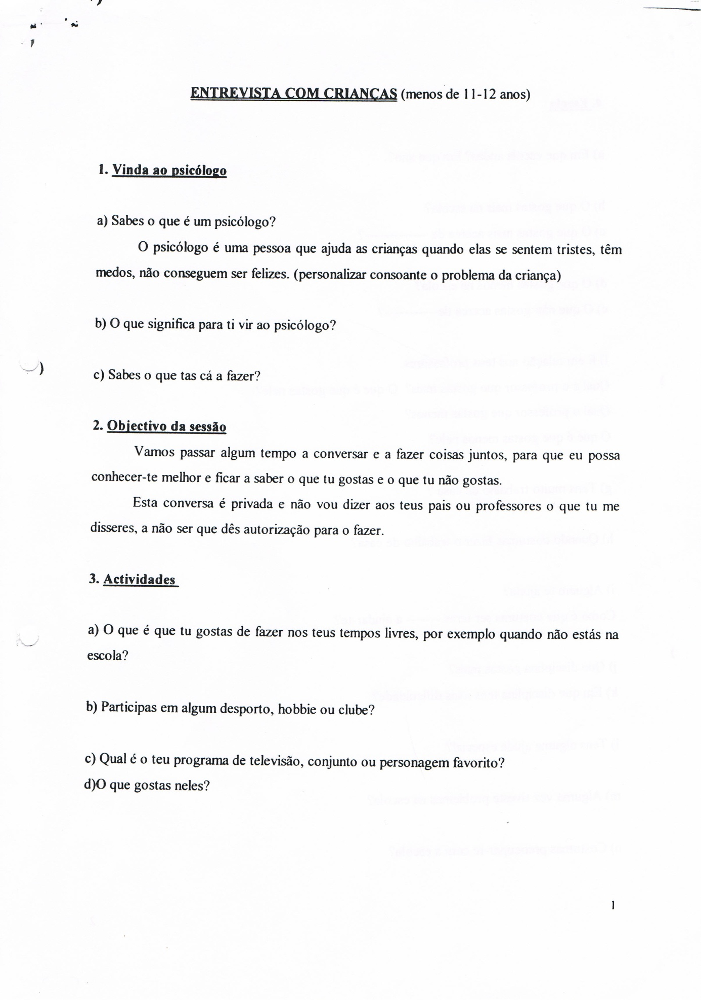 ENTREVISTA COM CRIANÇAS (menos de 11-12 anos)
1. Vinda ao psicólogo
a) Sabes o que é um psicólogo?
O psicólogo é uma pessoa que ajuda as crianças quando elas se sentem tristes, têm
medos, não conseguem ser felizes. (personalizar consoante o problema da criança)
b) O que significa para ti vir ao psicólogo?
c) Sabes o que tas cá a fazer?
2. Objectivo da sessão
Vamos passar algum tempo a conversar e a fazer coisas juntos, para que eu possa
conhecer-te melhor e ficar a saber o que tu gostas e o que tu não gostas.
Esta conversa é privada e não vou dizer aos teus pais ou professores o que tu me
disseres, a não ser que dês autorização para o fazer.
3. Actividades
a) O que é que tu gostas de fazer nos teus tempos livres, por exemplo quando não estás na
escola?
b) Participas em algum desporto, hobbie ou clube?
c) Qual é o teu programa de televisão, conjunto ou personagem favorito?
d)O que gostas neles?
1